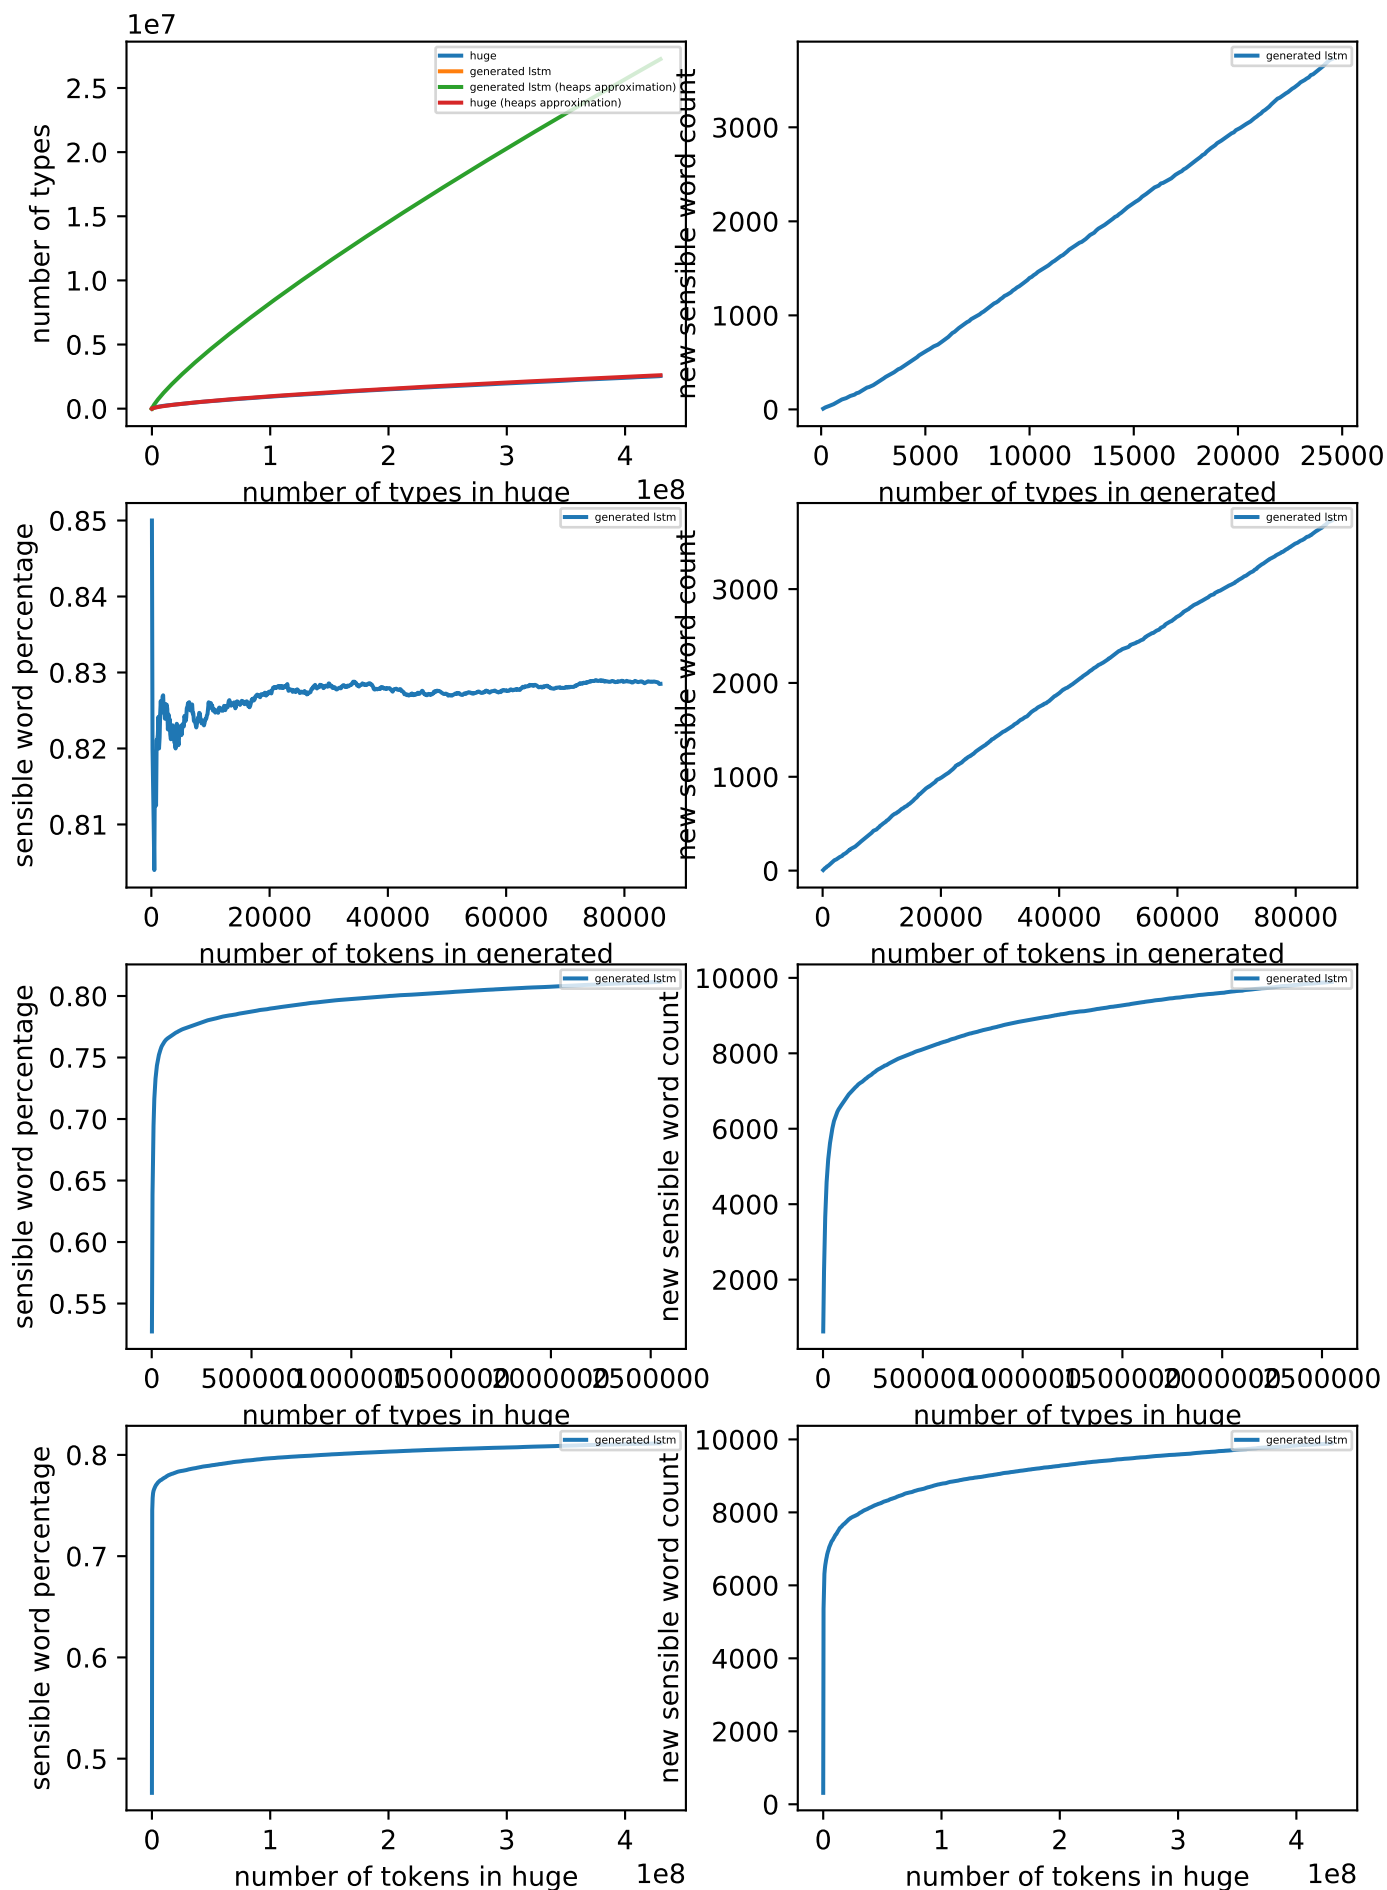 1e7
number of types
2.5
2.0
1.5
1.0
0.5
0.0
huge
generated lstm
generated lstm (heaps approximation)
huge (heaps approximation)
0 1 2 3 4
number of types in huge 1e8
new sensible word count
3000
2000
1000
0
generated lstm
0 5000 10000 15000 20000 25000
number of types in generated
sensible word percentage
0.85
0.84
0.83
0.82
0.81
generated lstm
0 20000 40000 60000 80000
number of tokens in generated
new sensible word count
3000
2000
1000
0
generated lstm
0 20000 40000 60000 80000
number of tokens in generated
sensible word percentage
0.80
0.75
0.70
0.65
0.60
0.55
generated lstm
0 500000 1000000 1500000 2000000 2500000
number of types in huge
new sensible word count
10000
8000
6000
4000
2000
generated lstm
0 500000 1000000 1500000 2000000 2500000
number of types in huge
sensible word percentage
0.8
0.7
0.6
0.5
generated lstm
0 1 2 3 4
number of tokens in huge 1e8
new sensible word count
10000
8000
6000
4000
2000
0
generated lstm
0 1 2 3 4
number of tokens in huge 1e8